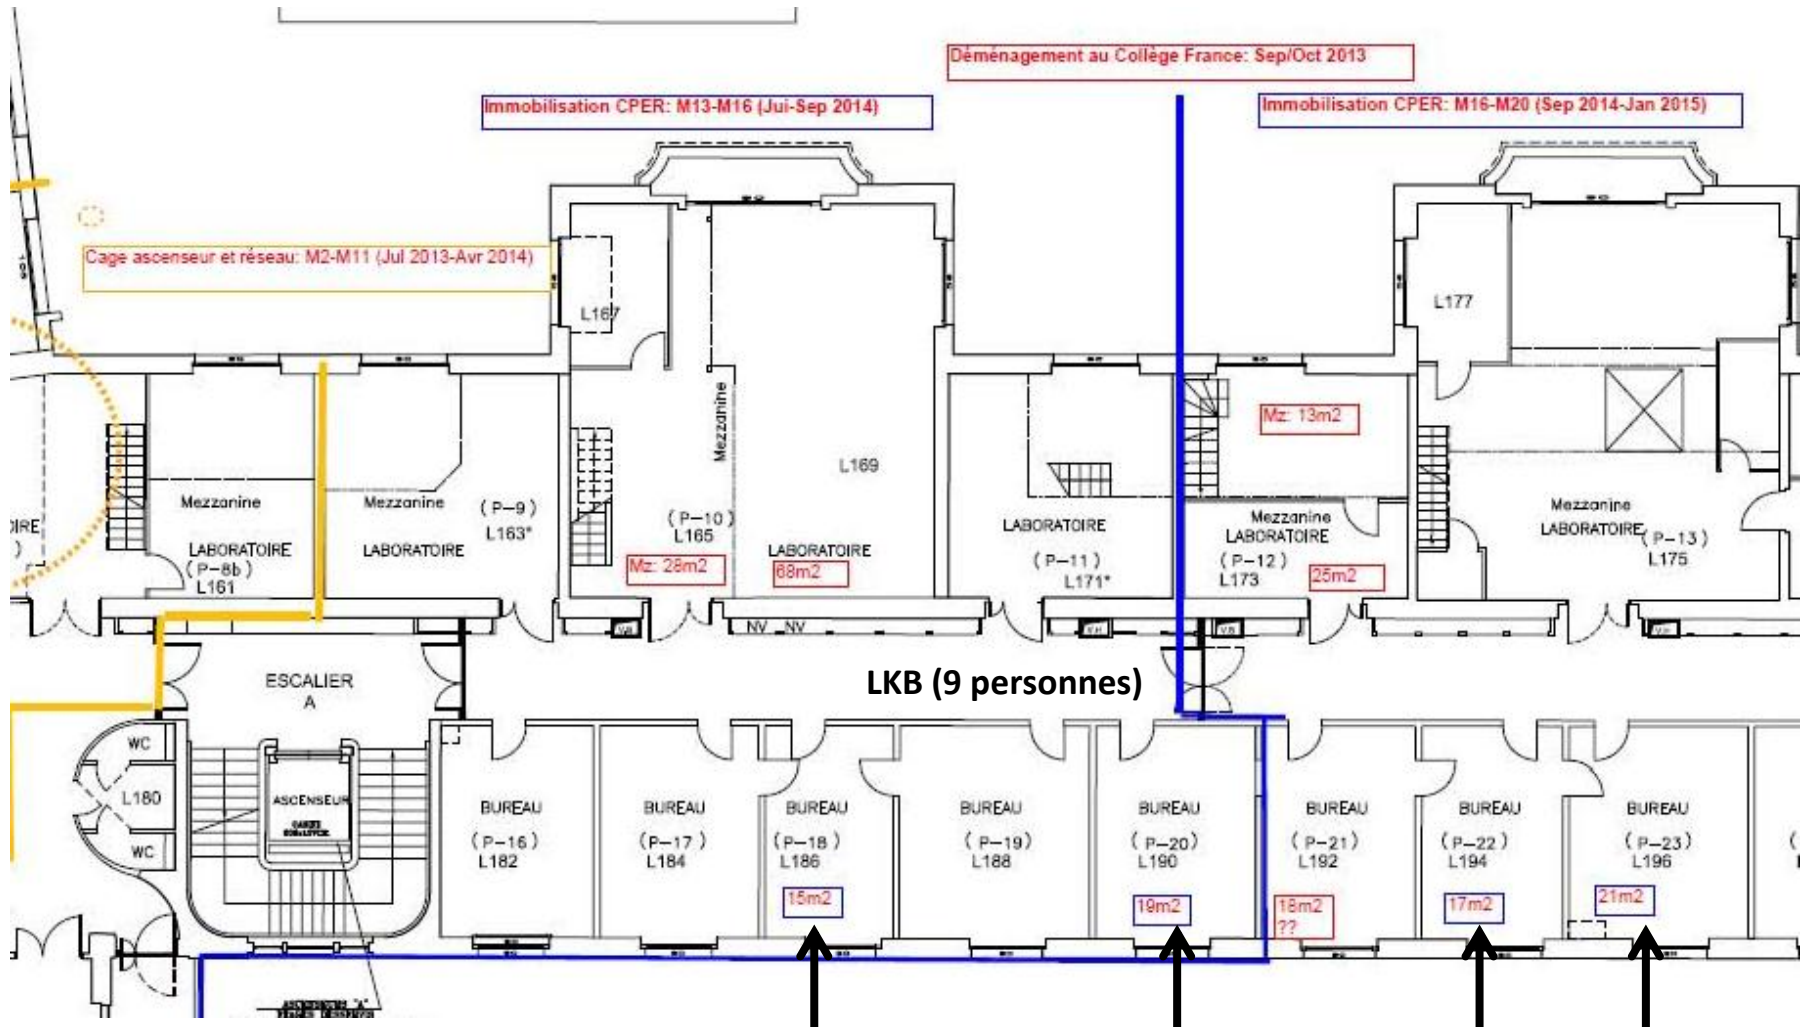 Déménagement au Collège France: Sep/Oct 2013
Immobilisation CPER: M13-M16 (Jui-Sep 2014)
Immobilisation CPER: M16-M20 (Sep 2014-Jan 2015)
Cage ascenseur et réseau: M2-M11 (Jul 2013-Avr 2014)
L167
L177
Mezzanine
Mz: 13m2
L169
Mezzanine
LABORATOIRE
(P-8b)
L161
Mezzanine
LABORATOIRE
(P-9)
L163*
(P-10)
L165
Mz: 28m2
LABORATOIRE
68m2
LABORATOIRE
(P-11)
L171*
Mezzanine
LABORATOIRE
(P-12)
L173
25m2
Mezzanine
LABORATOIRE
(P-13)
L175
NV NV
ESCALIER
A
LKB (9 personnes)
WC
L180
WC
ASCENSEUR
BUREAU
(P-16)
L182
BUREAU
(P-17)
L184
BUREAU
(P-18)
L186
15m2
BUREAU
(P-19)
L188
BUREAU
(P-20)
L190
19m2
BUREAU
(P-21)
L192
18m2
??
BUREAU
(P-22)
L194
17m2
BUREAU
(P-23)
L196
21m2